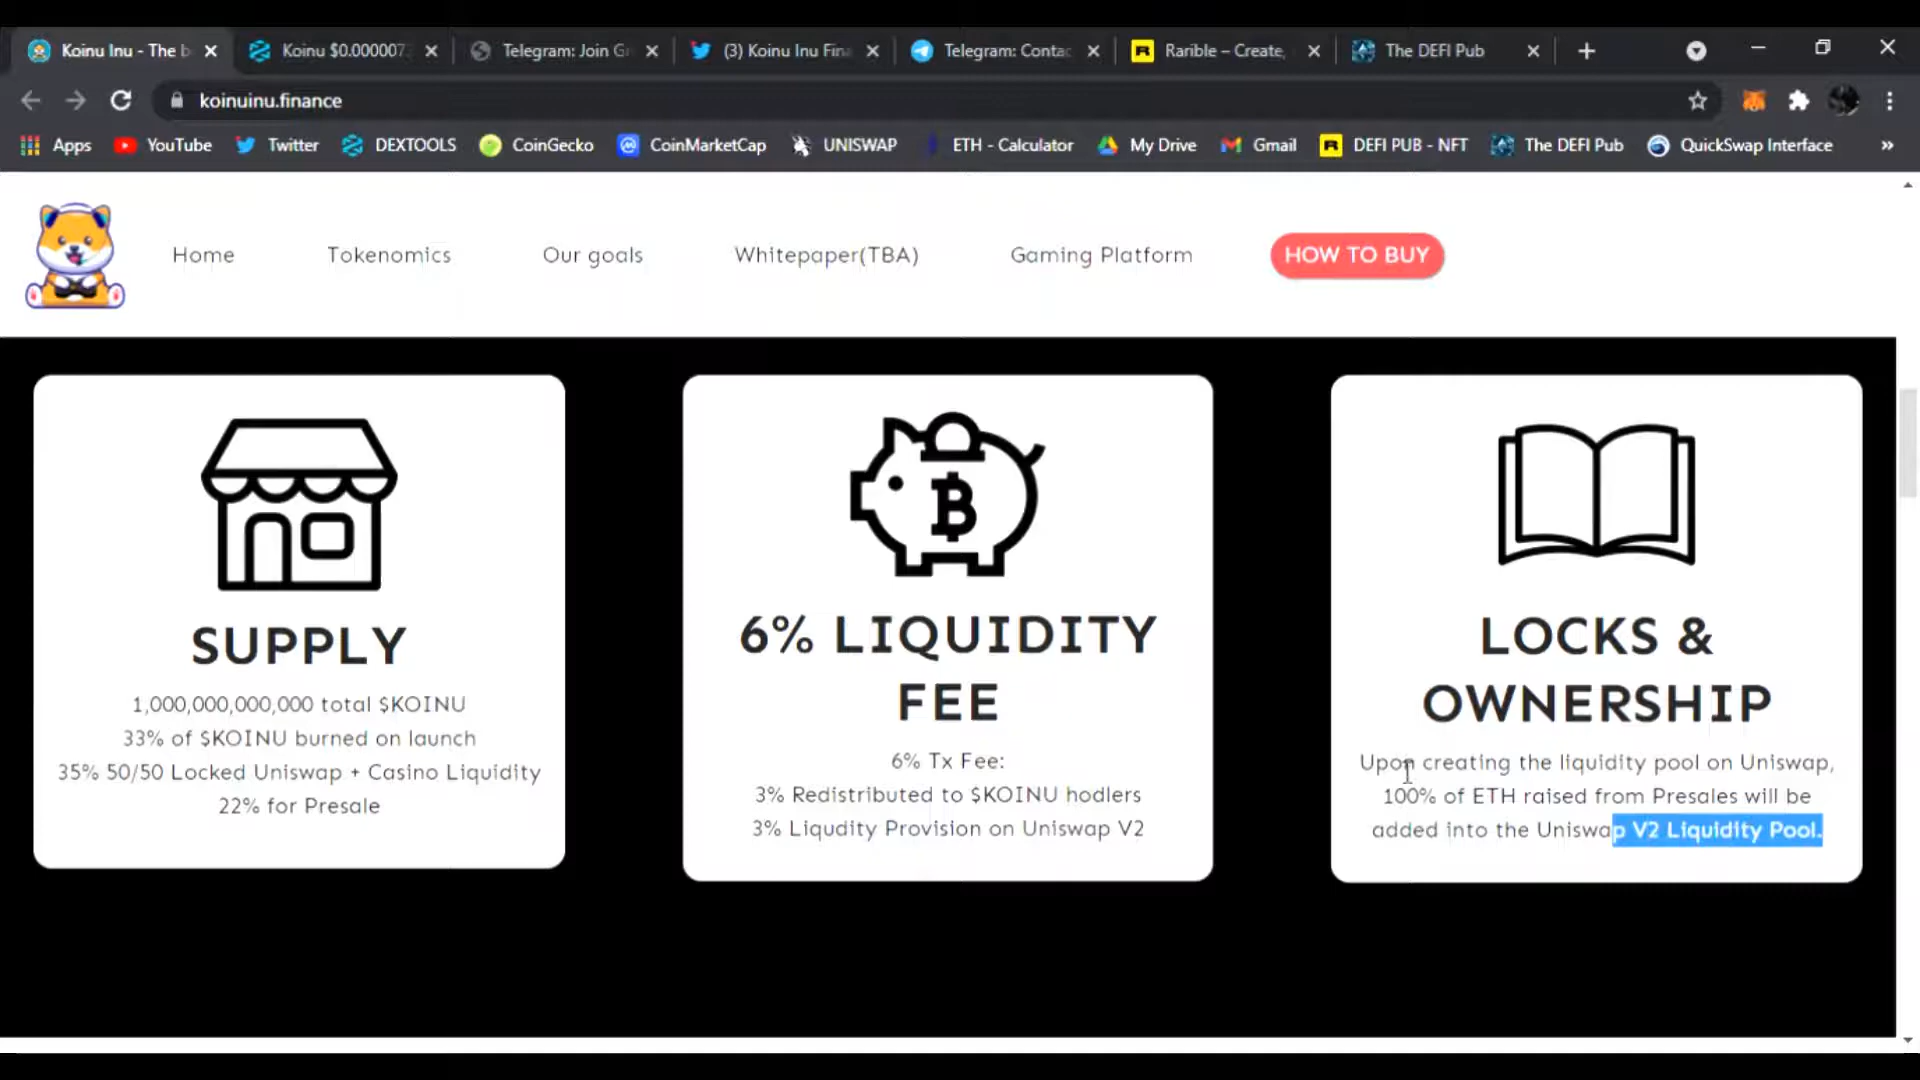 Koinu Inu - The b
Koinu $0.000007
Telegram: Join Gr
(3) Koinu Inu Fina
Telegram: Contac
Rarible – Create,
The DEFI Pub
koinuinu.finance
Apps
YouTube
Twitter
DEXTOOLS
CoinGecko
CoinMarketCap
UNISWAP
ETH - Calculator
My Drive
Gmail
DEFI PUB - NFT
The DEFI Pub
QuickSwap Interface
»
Home
Tokenomics
Our goals
Whitepaper(TBA)
Gaming Platform
HOW TO BUY
SUPPLY
1,000,000,000,000 total $KOINU
33% of $KOINU burned on launch
35% 50/50 Locked Uniswap + Casino Liquidity
22% for Presale
6% LIQUIDITY
FEE
6% Tx Fee:
3% Redistributed to $KOINU hodlers
3% Liqudity Provision on Uniswap V2
LOCKS &
OWNERSHIP
Upon creating the liquidity pool on Uniswap,
100% of ETH raised from Presales will be
added into the Uniswap V2 Liquidity Pool.